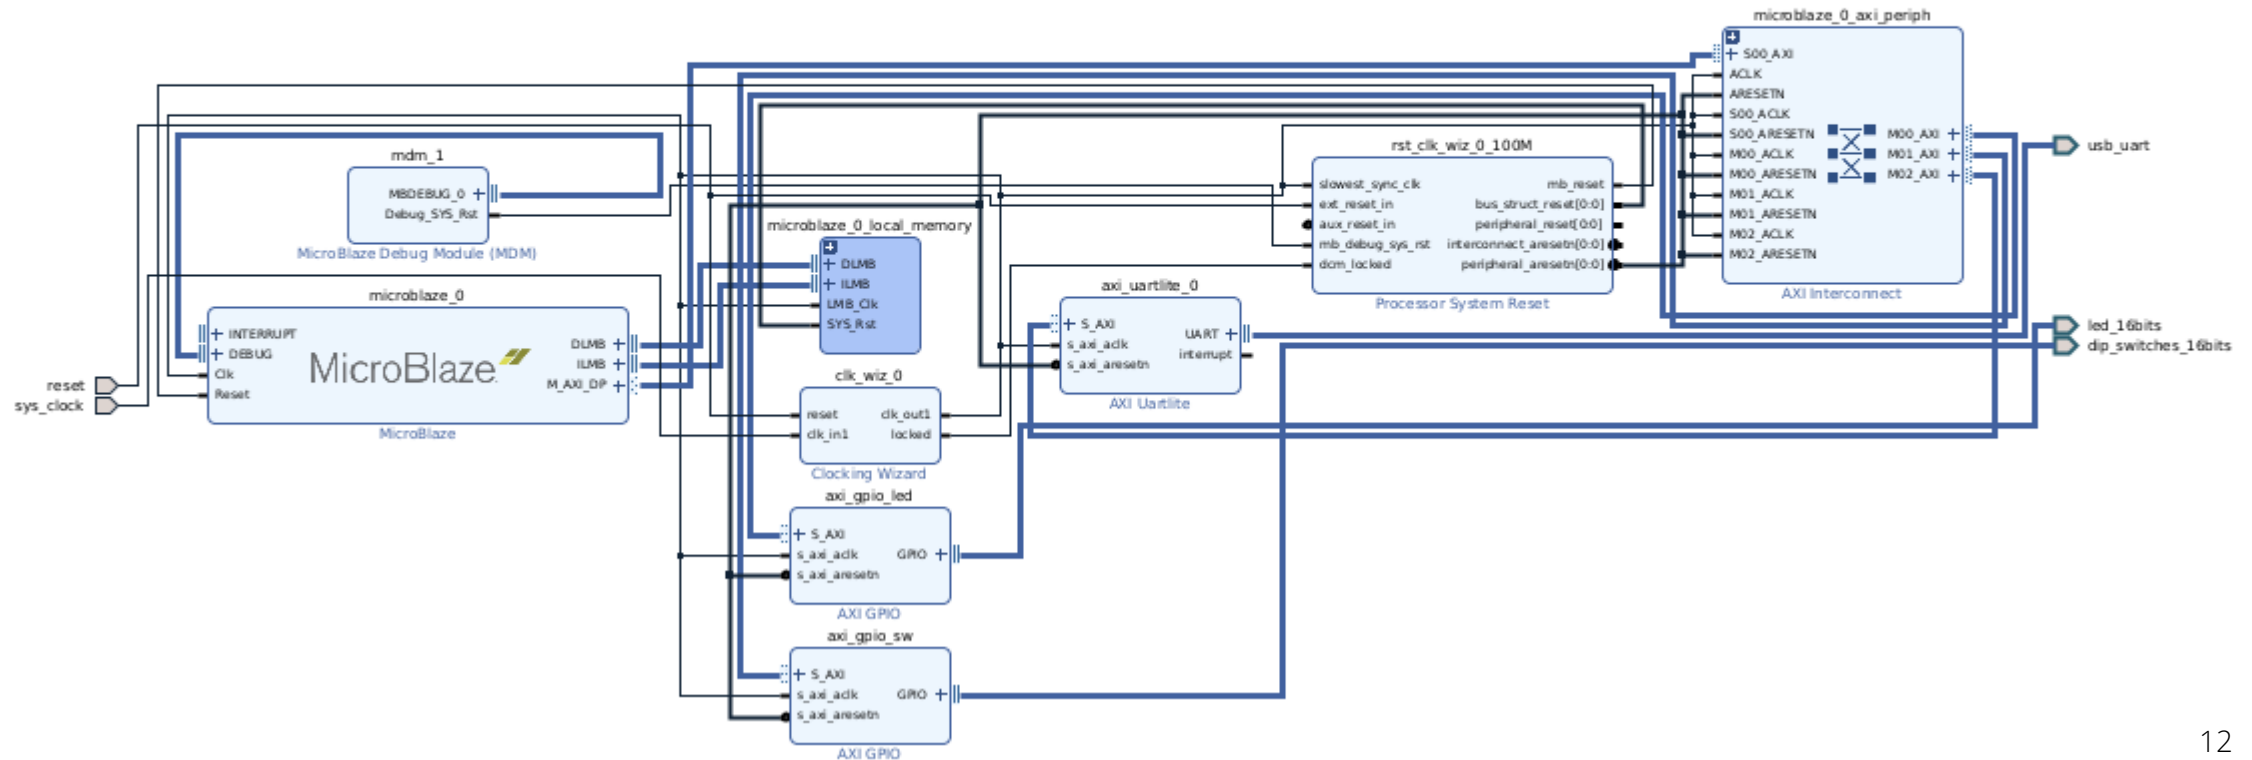 microblaze_0_axi_periph
S00_AXI
ACLK
ARESETN
S00_ACLK
S00_ARESETN
M00_ACLK
M00_ARESETN
M01_ACLK
M01_ARESETN
M02_ACLK
M02_ARESETN
M00_AXI
M01_AXI
M02_AXI
AXI Interconnect
usb_uart
led_16bits
dip_switches_16bits
rst_clk_wiz_0_100M
slowest_sync_clk
ext_reset_in
aux_reset_in
mb_debug_sys_rst
dcm_locked
mb_reset
bus_struct_reset[0:0]
peripheral_reset[0:0]
interconnect_aresetn[0:0]
peripheral_aresetn[0:0]
Processor System Reset
mdm_1
MBDEBUG_0
Debug_SYS_Rst
MicroBlaze Debug Module (MDM)
microblaze_0_local_memory
DLMB
ILMB
LMB_Clk
SYS_Rst
microblaze_0
INTERRUPT
DEBUG
Clk
Reset
MicroBlaze
DLMB
ILMB
M_AXI_DP
MicroBlaze
reset
sys_clock
axi_uartlite_0
S_AXI
s_axi_aclk
s_axi_aresetn
UART
interrupt
AXI Uartlite
clk_wiz_0
reset
clk_in1
clk_out1
locked
Clocking Wizard
axi_gpio_led
S_AXI
s_axi_aclk
s_axi_aresetn
GPIO
AXI GPIO
axi_gpio_sw
S_AXI
s_axi_aclk
s_axi_aresetn
GPIO
AXI GPIO
12